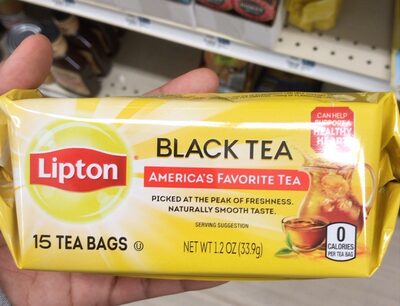 CAN HELP
SUPPORT A
HEALTHY
HEART
Lipton
BLACK TEA
AMERICA'S FAVORITE TEA
PICKED AT THE PEAK OF FRESHNESS.
NATURALLY SMOOTH TASTE.
SERVING SUGGESTION
15 TEA BAGS U
NET WT 1.2 OZ (33.9g)
0
CALORIES
PER TEA BAG